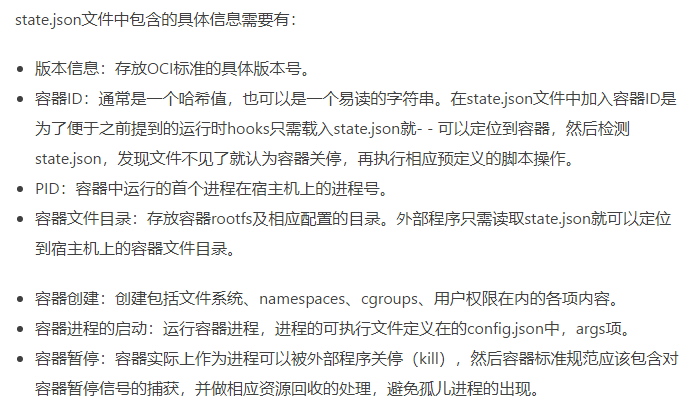 state.json文件中包含的具体信息需要有：
版本信息：存放OCI标准的具体版本号。
容器ID：通常是一个哈希值，也可以是一个易读的字符串。在state.json文件中加入容器ID是
为了便于之前提到的运行时hooks只需载入state.json就- - 可以定位到容器，然后检测
state.json，发现文件不见了就认为容器关停，再执行相应预定义的脚本操作。
PID：容器中运行的首个进程在宿主机上的进程号。
容器文件目录：存放容器rootfs及相应配置的目录。外部程序只需读取state.json就可以定位
到宿主机上的容器文件目录。
容器创建：创建包括文件系统、namespaces、cgroups、用户权限在内的各项内容。
容器进程的启动：运行容器进程，进程的可执行文件定义在的config.json中，args项。
容器暂停：容器实际上作为进程可以被外部程序关停（kill），然后容器标准规范应该包含对
容器暂停信号的捕获，并做相应资源回收的处理，避免孤儿进程的出现。